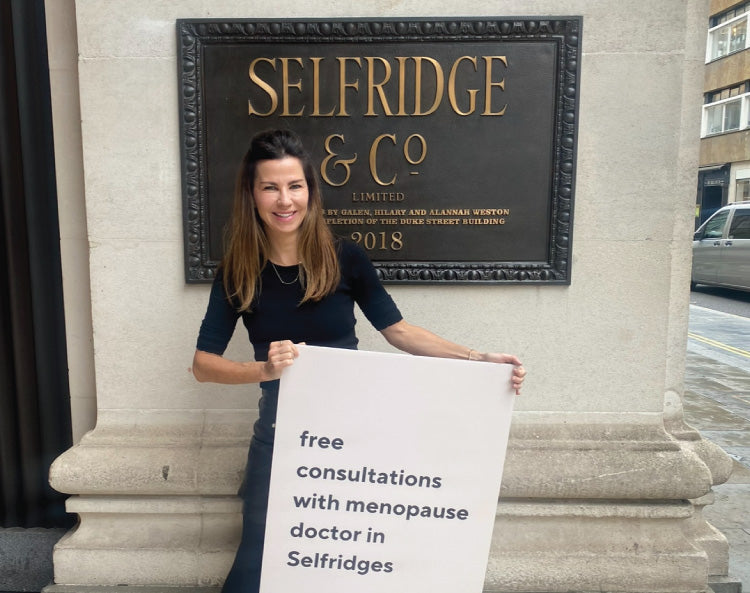 SELFRIDGE
& Co
LIMITED
BY GALEN, HILARY AND ALANNAH WESTON
OF THE DUKE STREET BUILDING
2018
free
consultations
with menopause
doctor in
Selfridges